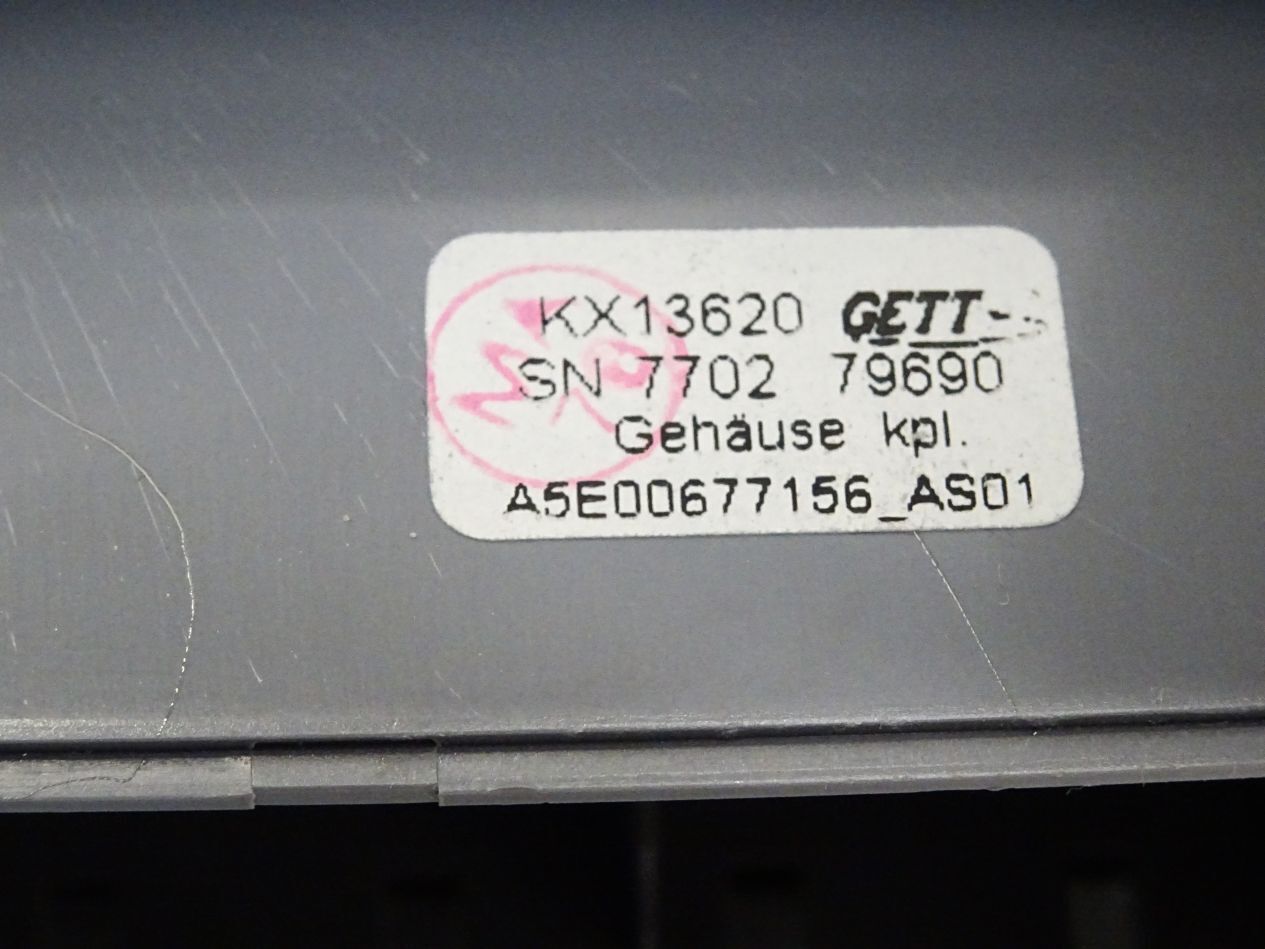 KX13620 GETT
SN 7702 79690
Gehäuse kpl.
A5E00677156_AS01